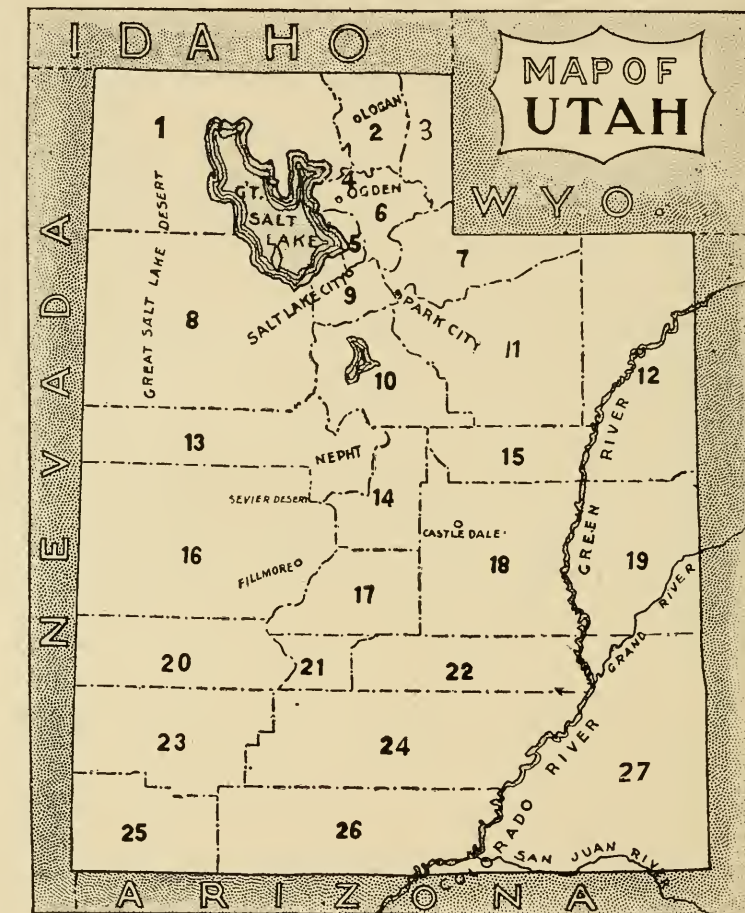 IDAHO
MAP OF
UTAH
WYO.
NEVADA
ARIZONA
1
2
3
LOGAN
4
OGDEN
6
GT.
SALT
LAKE
5
7
GREAT SALT LAKE DESERT
8
SALT LAKE CITY
9
PARK CITY
10
11
12
13
NEPHT
14
15
SEVIER DESERT
CASTLE DALE
GREEN RIVER
16
FILLMORE
17
18
19
GRAND RIVER
20
21
22
23
24
COLORADO RIVER
27
25
26
SAN JUAN RIVER